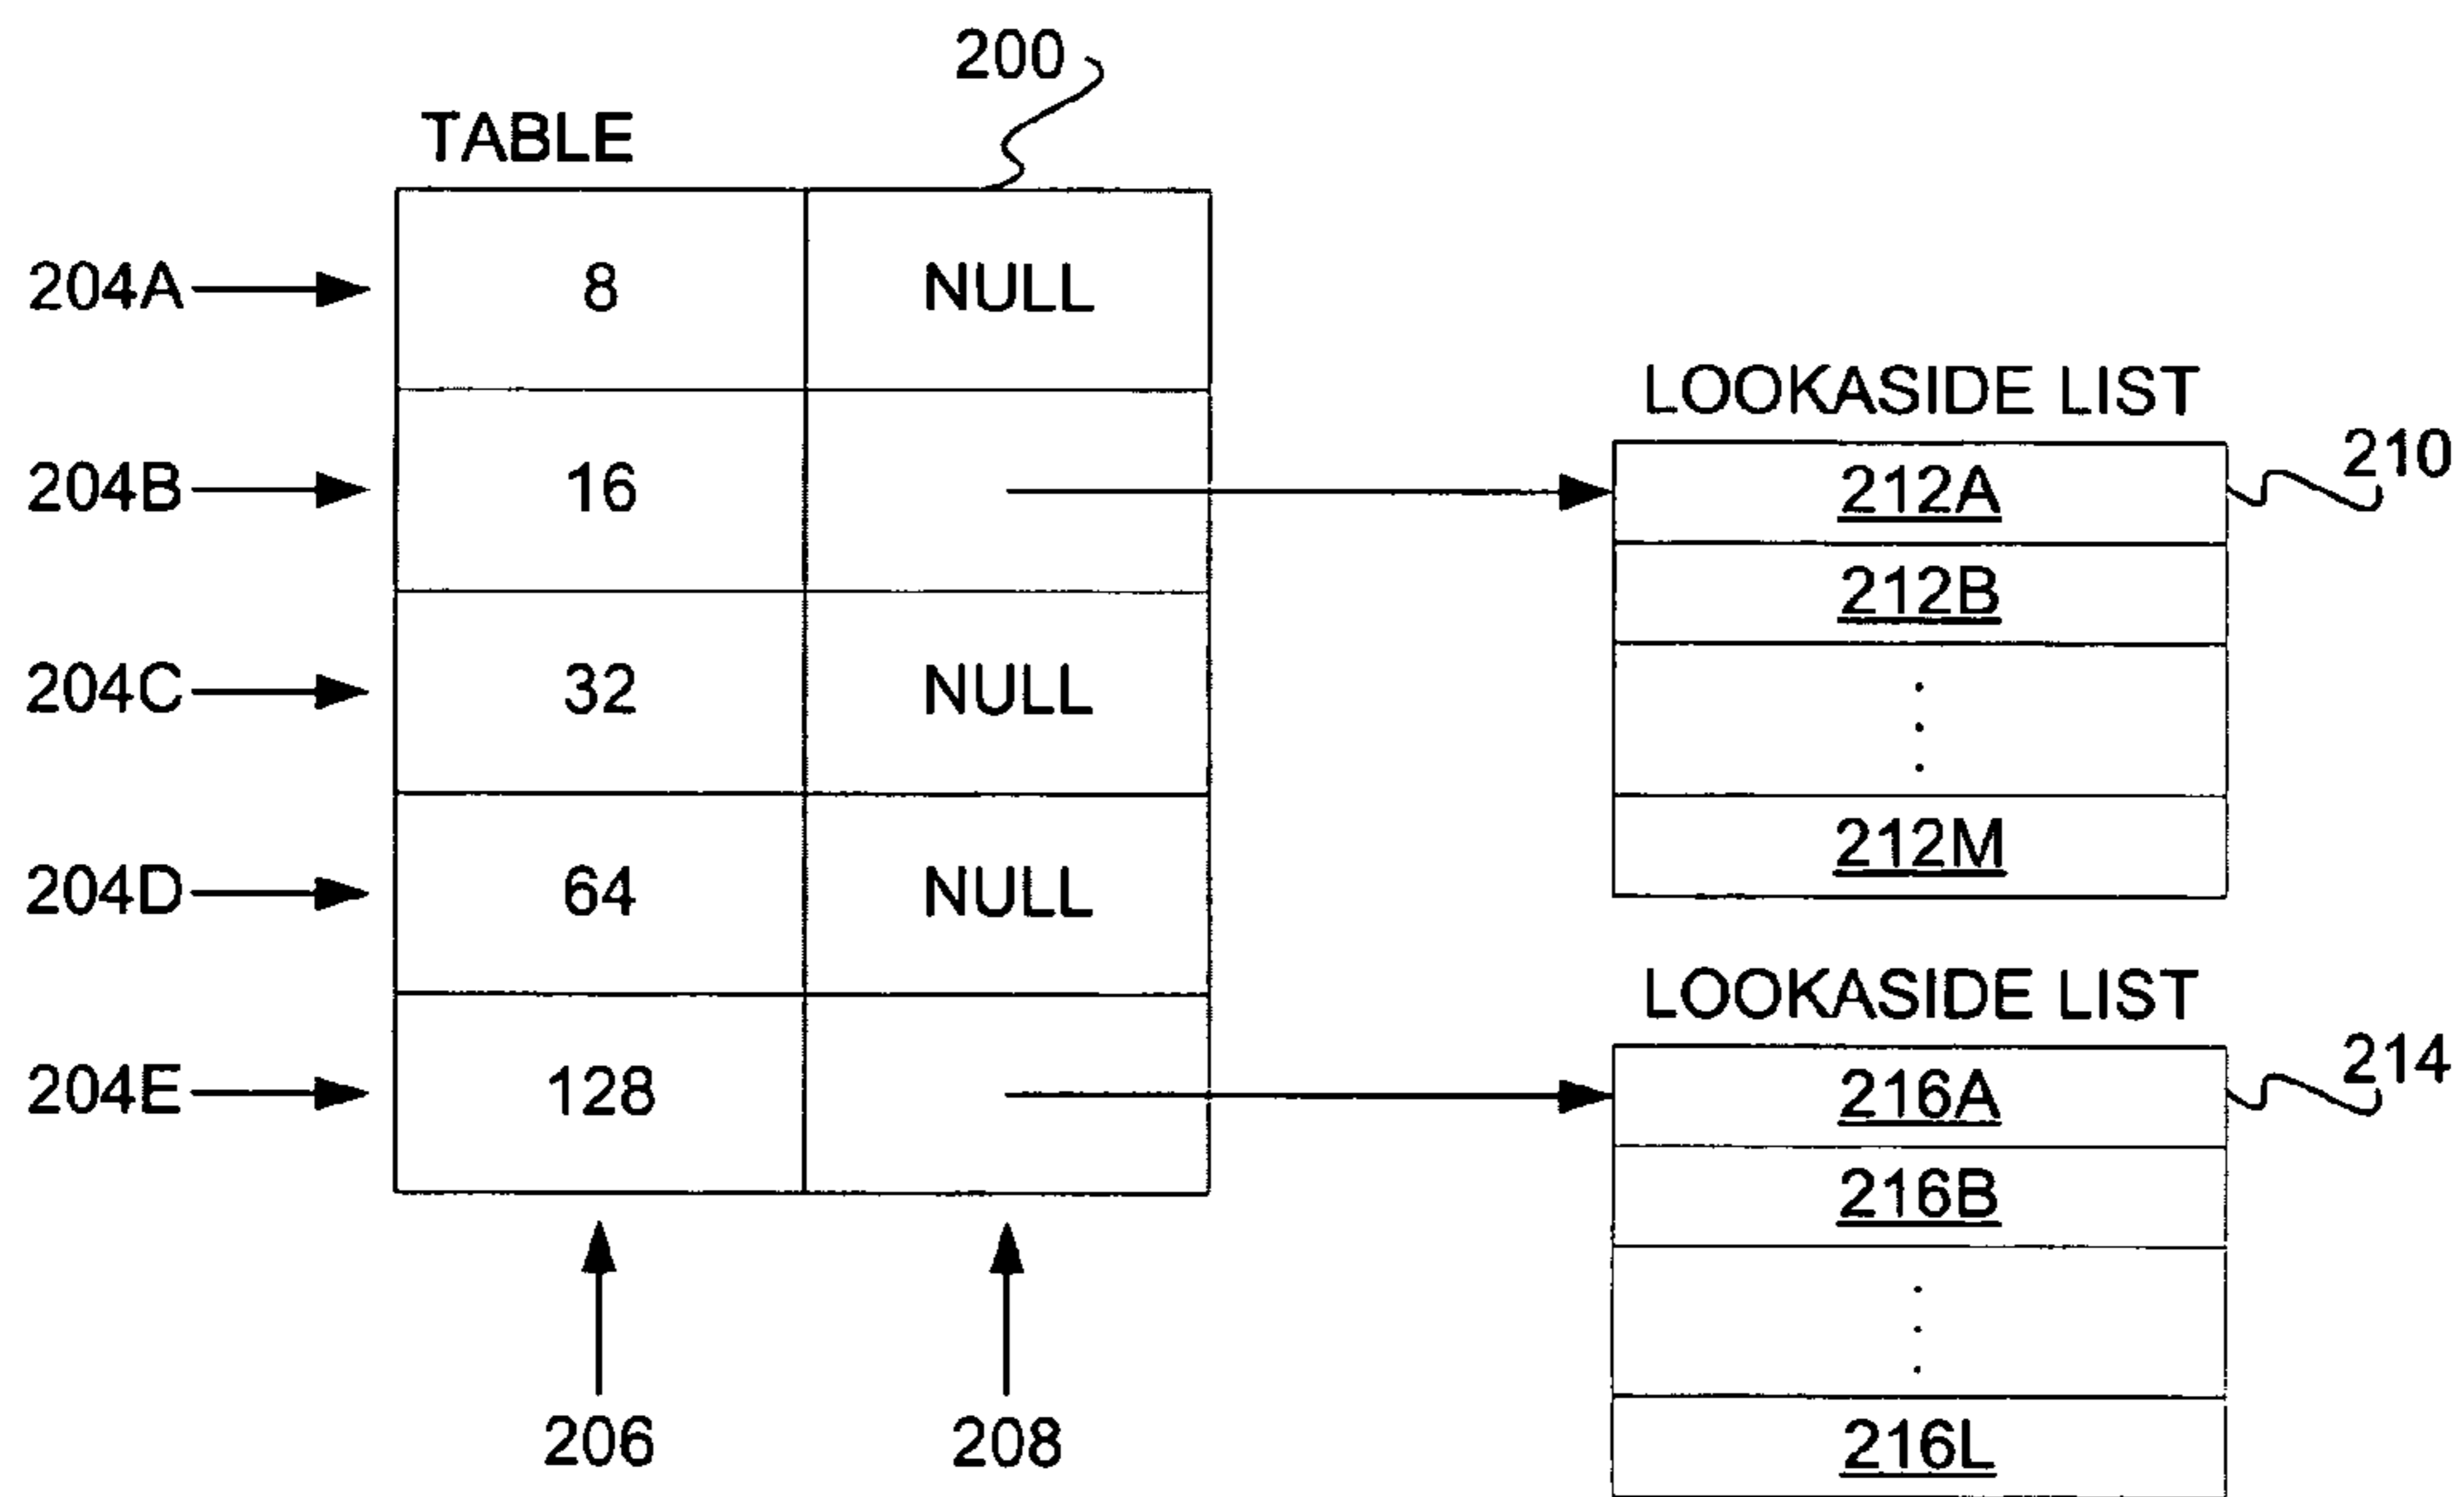 200
TABLE
204A
8
NULL
204B
16
204C
32
NULL
204D
64
NULL
204E
128
206
208
LOOKASIDE LIST
210
212A
212B
212M
LOOKASIDE LIST
214
216A
216B
216L